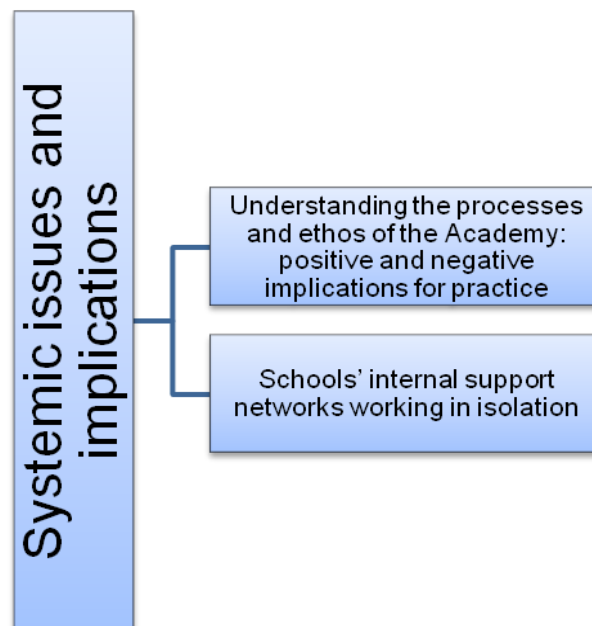 Systemic issues and
implications
Understanding the processes
and ethos of the Academy:
positive and negative
implications for practice
Schools’ internal support
networks working in isolation